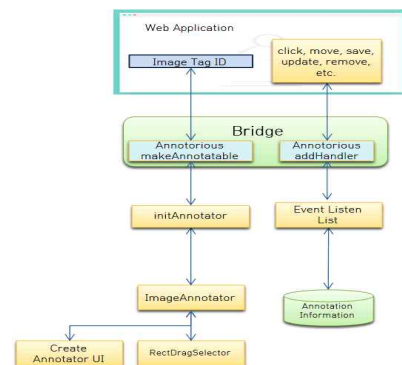 Web Application
Image Tag ID
click, move, save,
update, remove,
etc.
Bridge
Annotorious
makeAnnotatable
Annotorious
addHandler
initAnnotator
Event Listen
List
ImageAnnotator
Annotation
Information
Create
Annotator UI
RectDragSelector